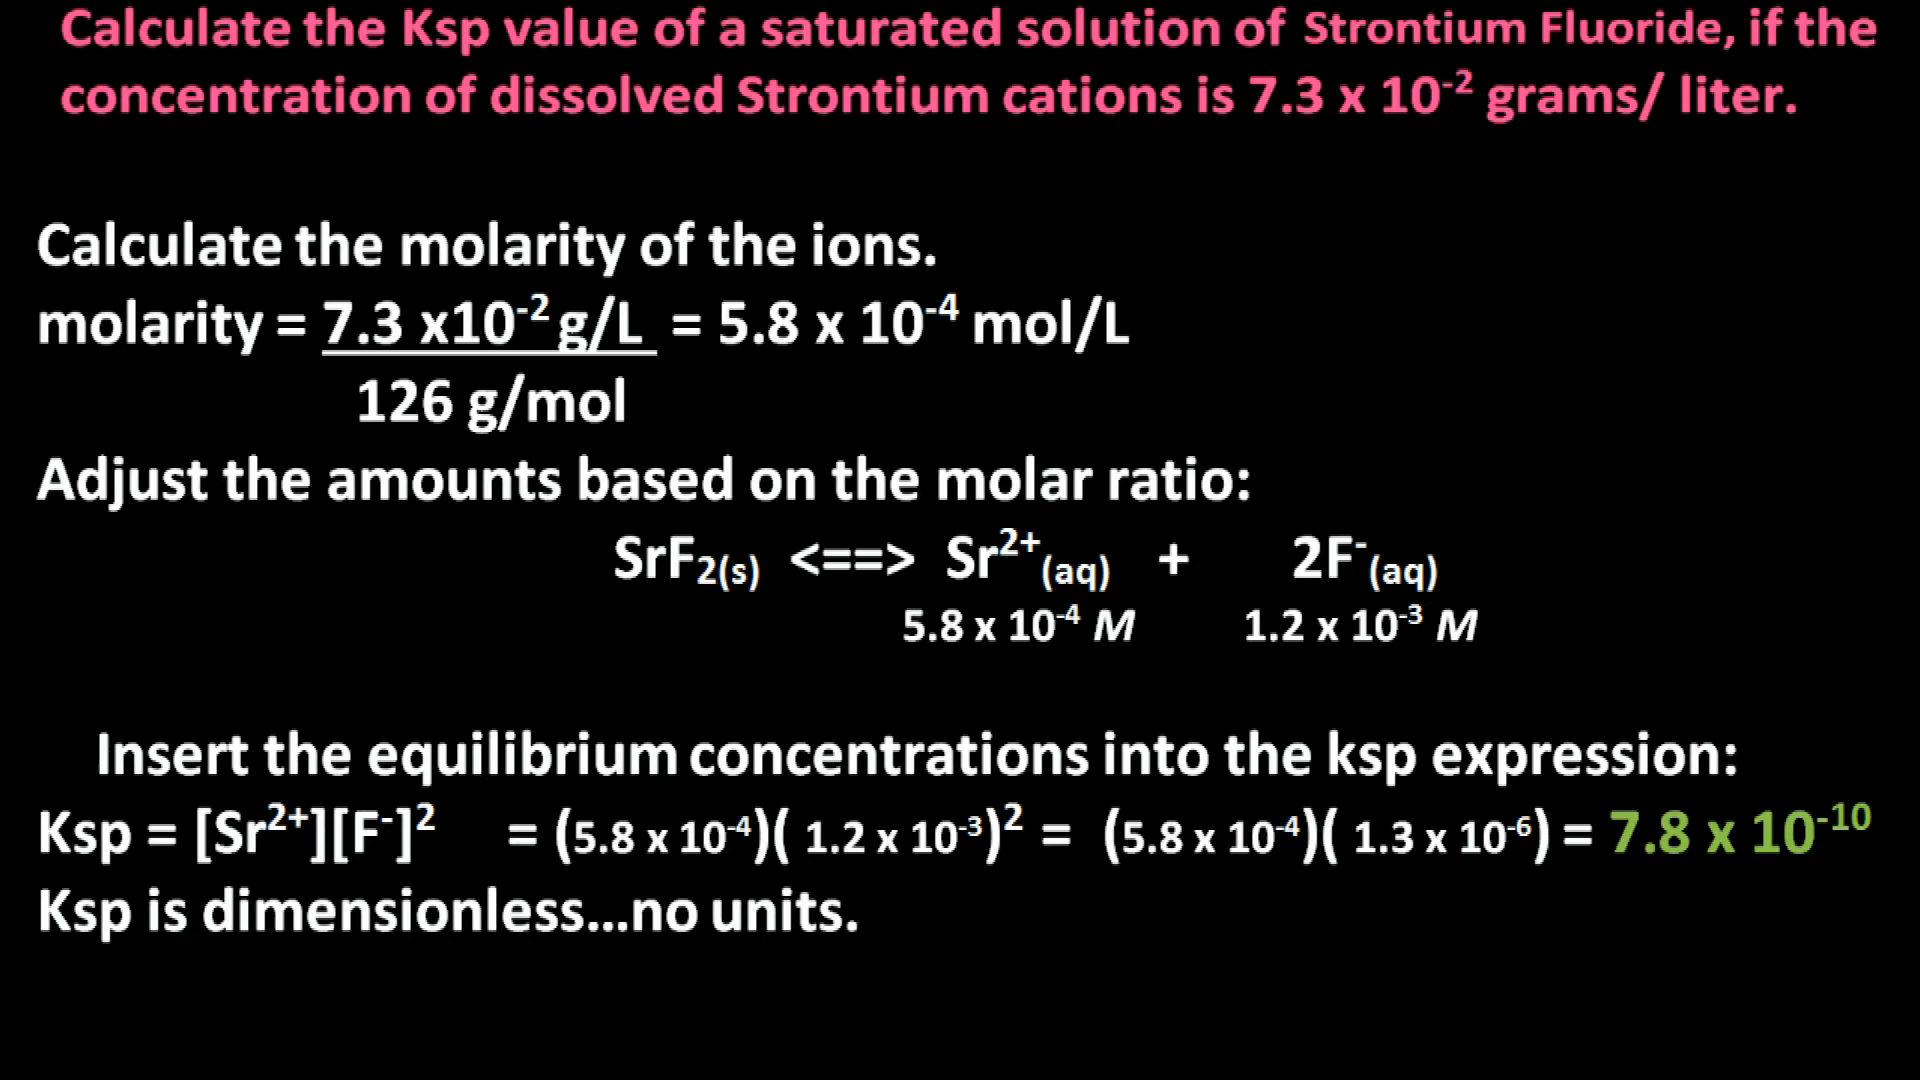 Calculate the Ksp value of a saturated solution of Strontium Fluoride, if the
concentration of dissolved Strontium cations is 7.3 x 10⁻² grams/ liter.
Calculate the molarity of the ions.
molarity = 7.3 x10⁻² g/L = 5.8 x 10⁻⁴ mol/L
126 g/mol
Adjust the amounts based on the molar ratio:
SrF₂₍s₎ <==> Sr²⁺₍aq₎ + 2F⁻₍aq₎
5.8 x 10⁻⁴ M 1.2 x 10⁻³ M
Insert the equilibrium concentrations into the ksp expression:
Ksp = [Sr²⁺][F⁻]² = (5.8 x 10⁻⁴)( 1.2 x 10⁻³)² = (5.8 x 10⁻⁴)( 1.3 x 10⁻⁶) = 7.8 x 10⁻¹⁰
Ksp is dimensionless...no units.